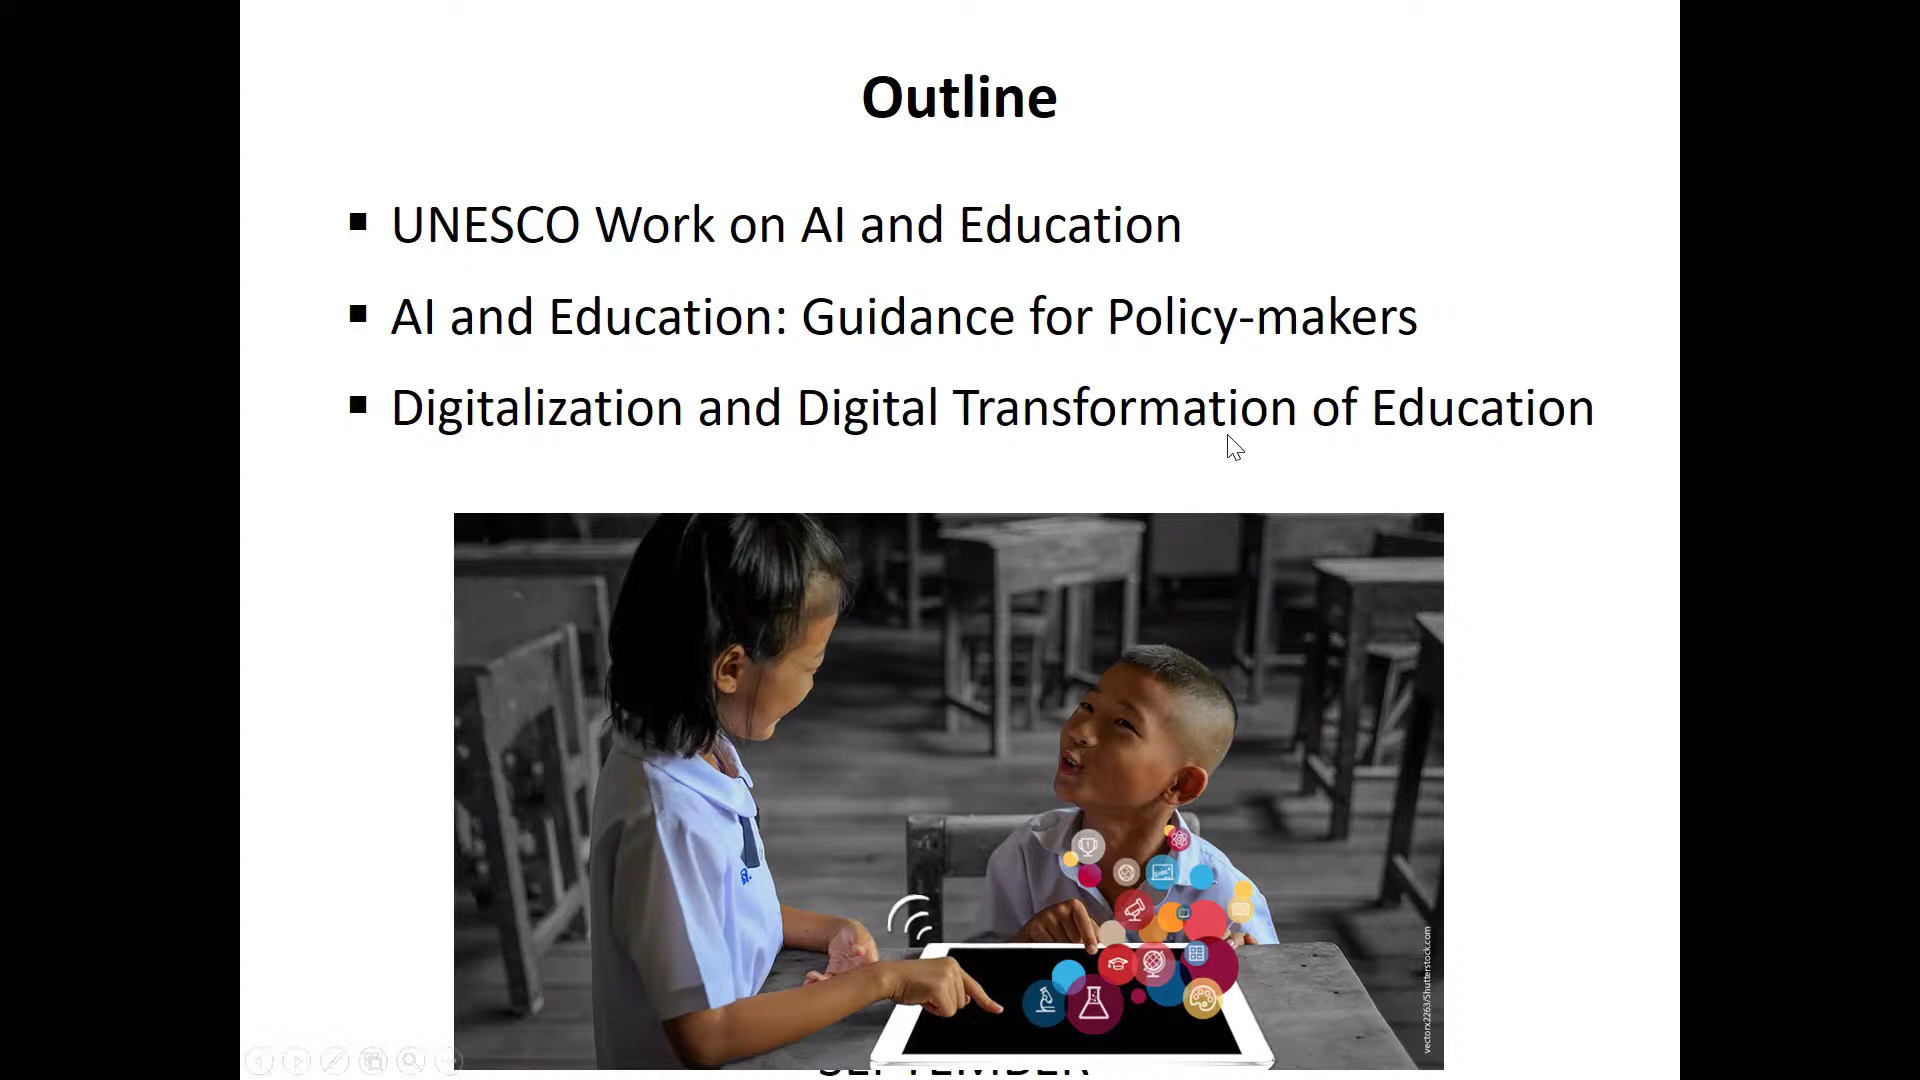 Outline
▪ UNESCO Work on AI and Education
▪ AI and Education: Guidance for Policy-makers
▪ Digitalization and Digital Transformation of Education
vectorx2263/Shutterstock.com
SEPTEMBER